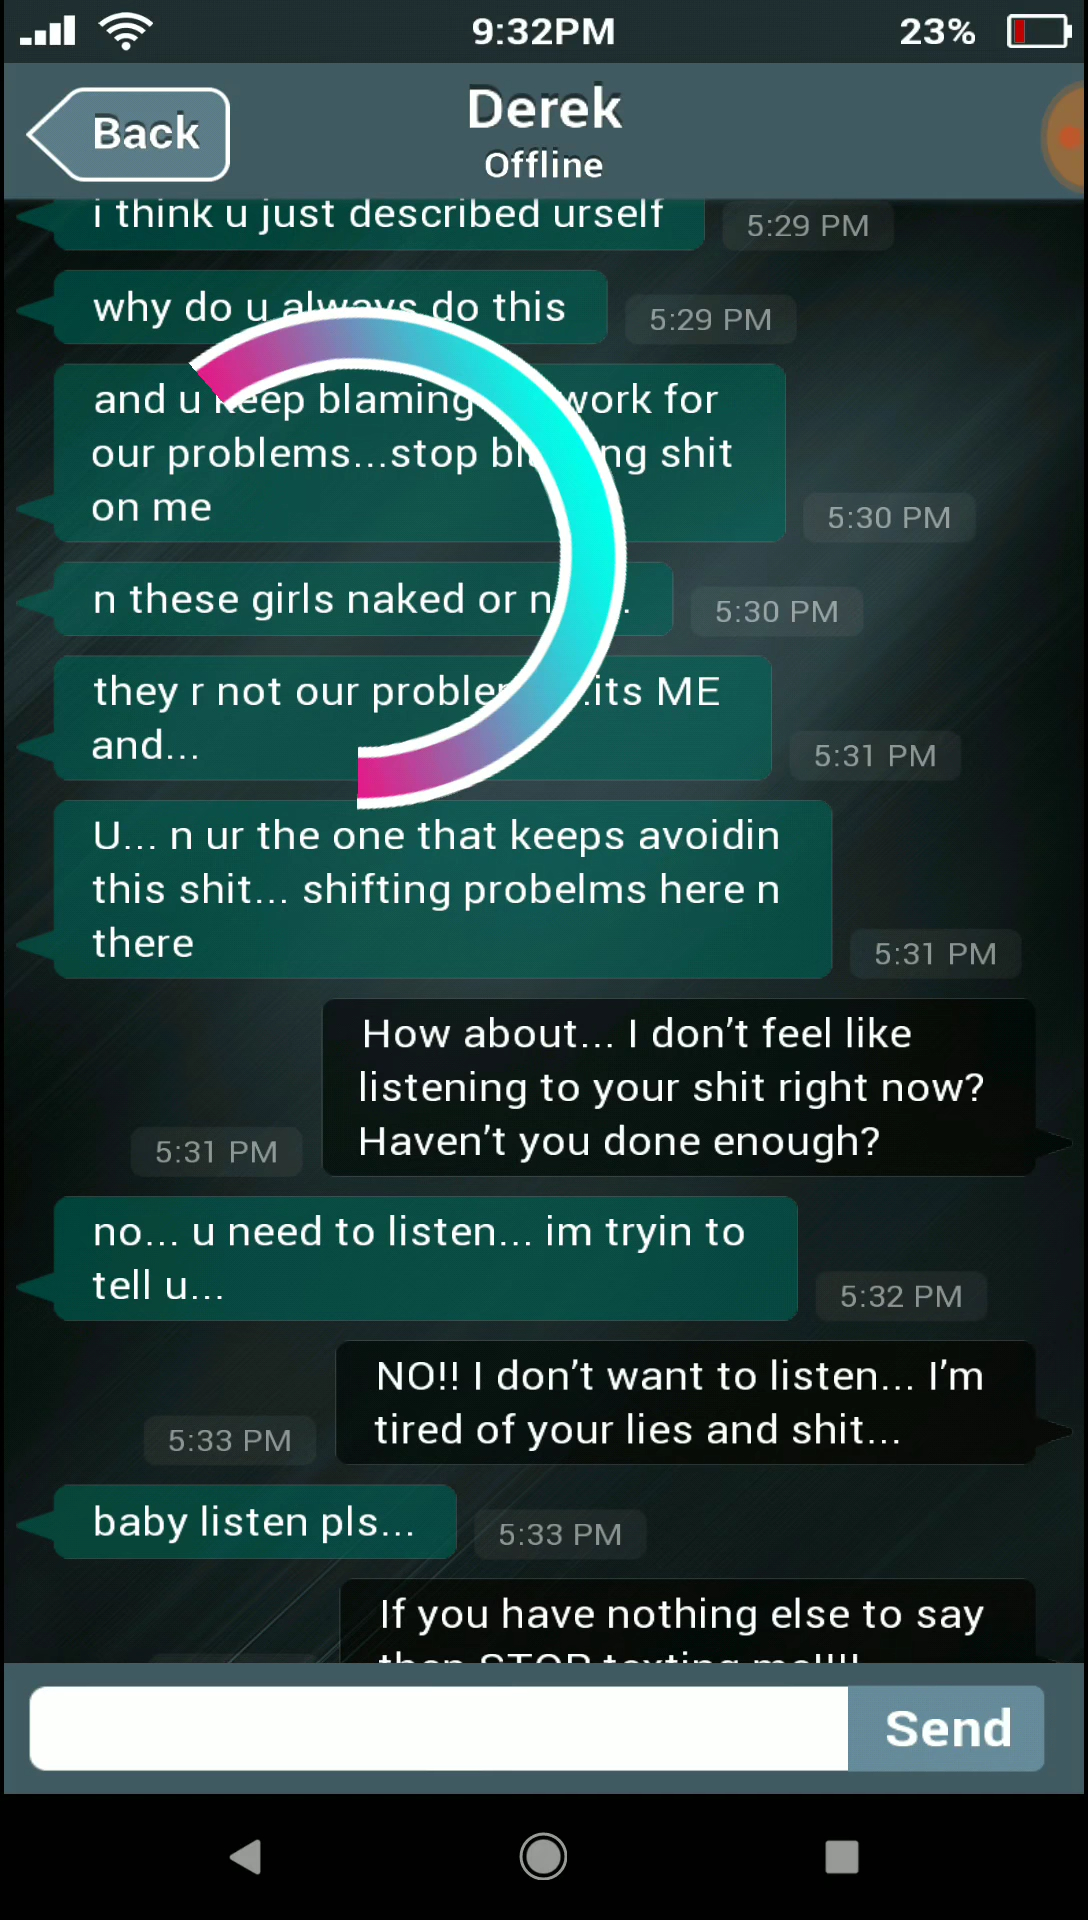 9:32PM
23%
Back
Derek
Offline
i think u just described urself
5:29 PM
why do u always do this
5:29 PM
and u keep blaming work for
our problems...stop shit
on me
5:30 PM
n these girls naked or
5:30 PM
they r not our its ME
and...
5:31 PM
U... n ur the one that keeps avoidin
this shit... shifting probelms here n
there
5:31 PM
How about... I don't feel like
listening to your shit right now?
Haven't you done enough?
5:31 PM
no... u need to listen... im tryin to
tell u...
5:32 PM
NO!! I don't want to listen... I'm
tired of your lies and shit...
5:33 PM
baby listen pls...
5:33 PM
If you have nothing else to say
then STOP texting me!!!!
Send